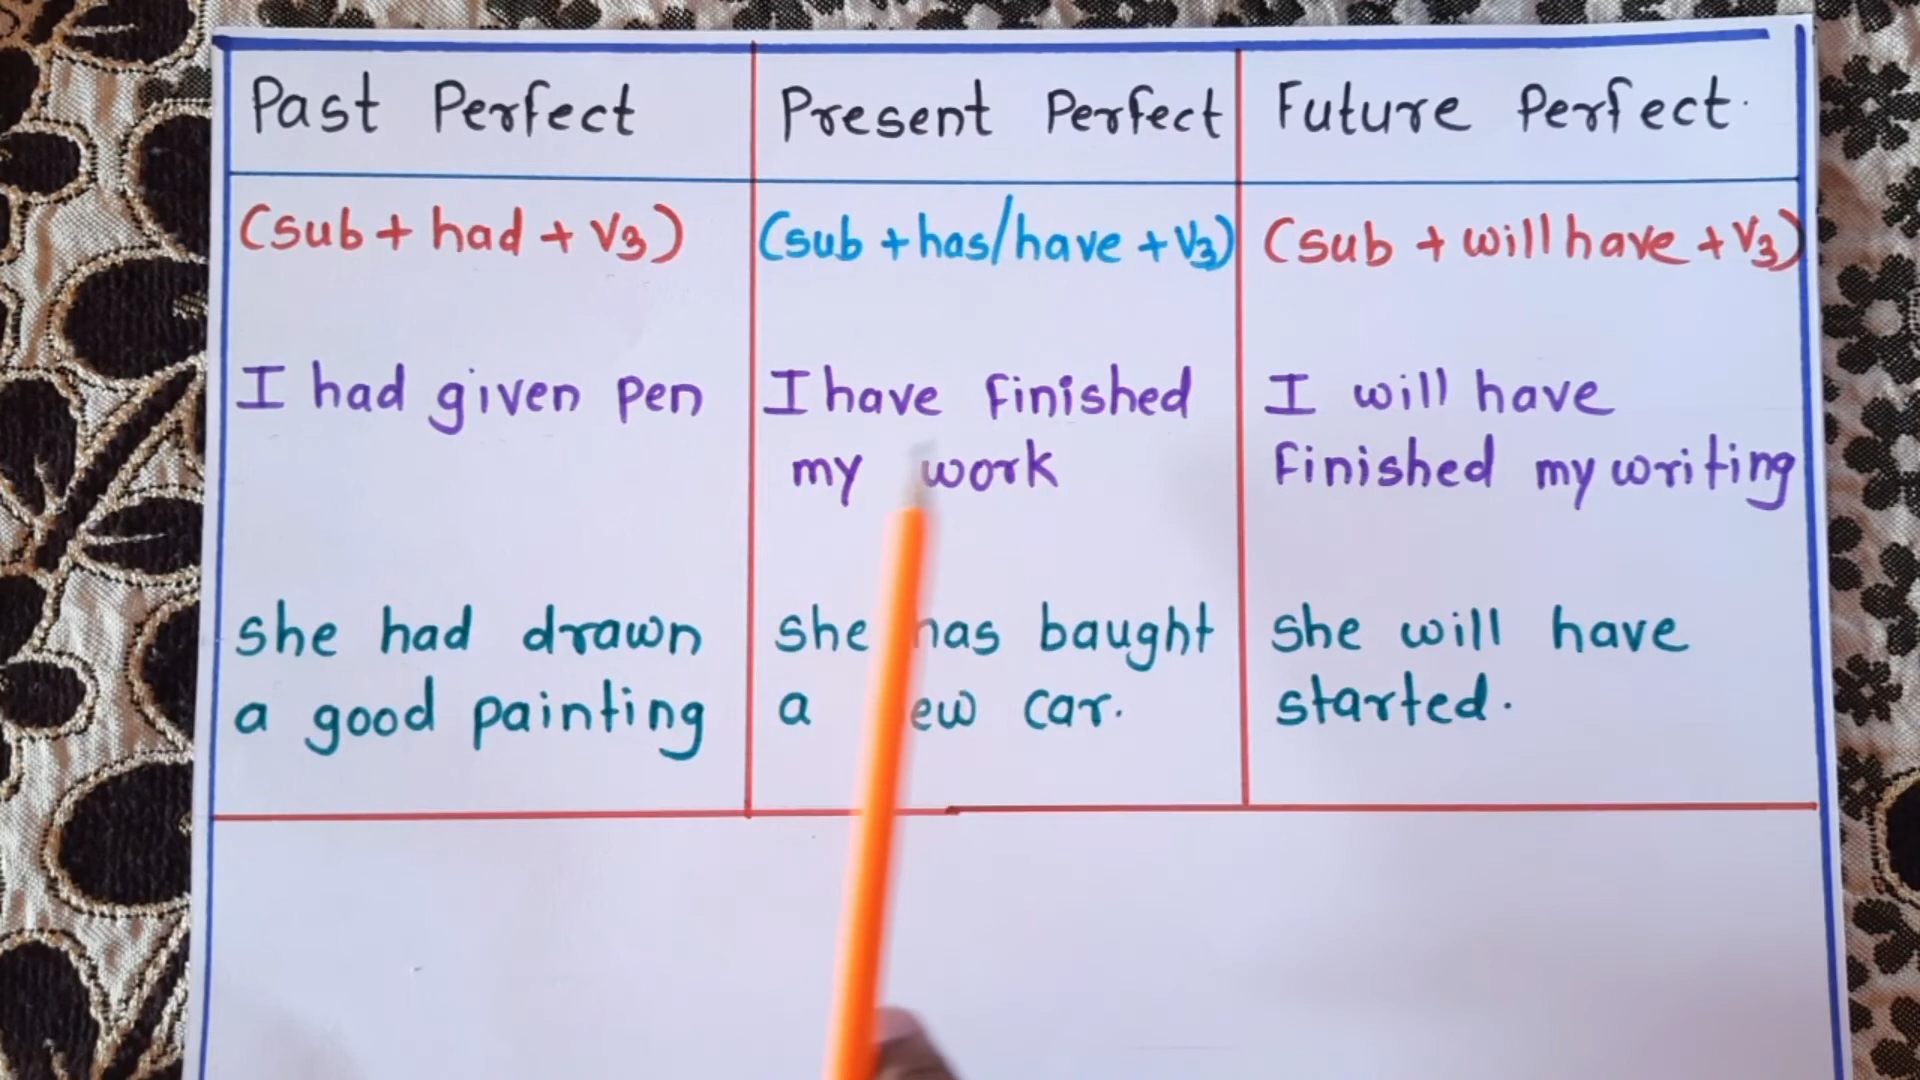 Past Perfect
(sub + had + V3)
I had given pen
she had drawn
a good painting
Present Perfect
(sub + has/have + V3)
I have finished
my work
she has baught
a car.
Future Perfect.
(sub + will have + V3)
I will have
finished my writing
she will have
started.